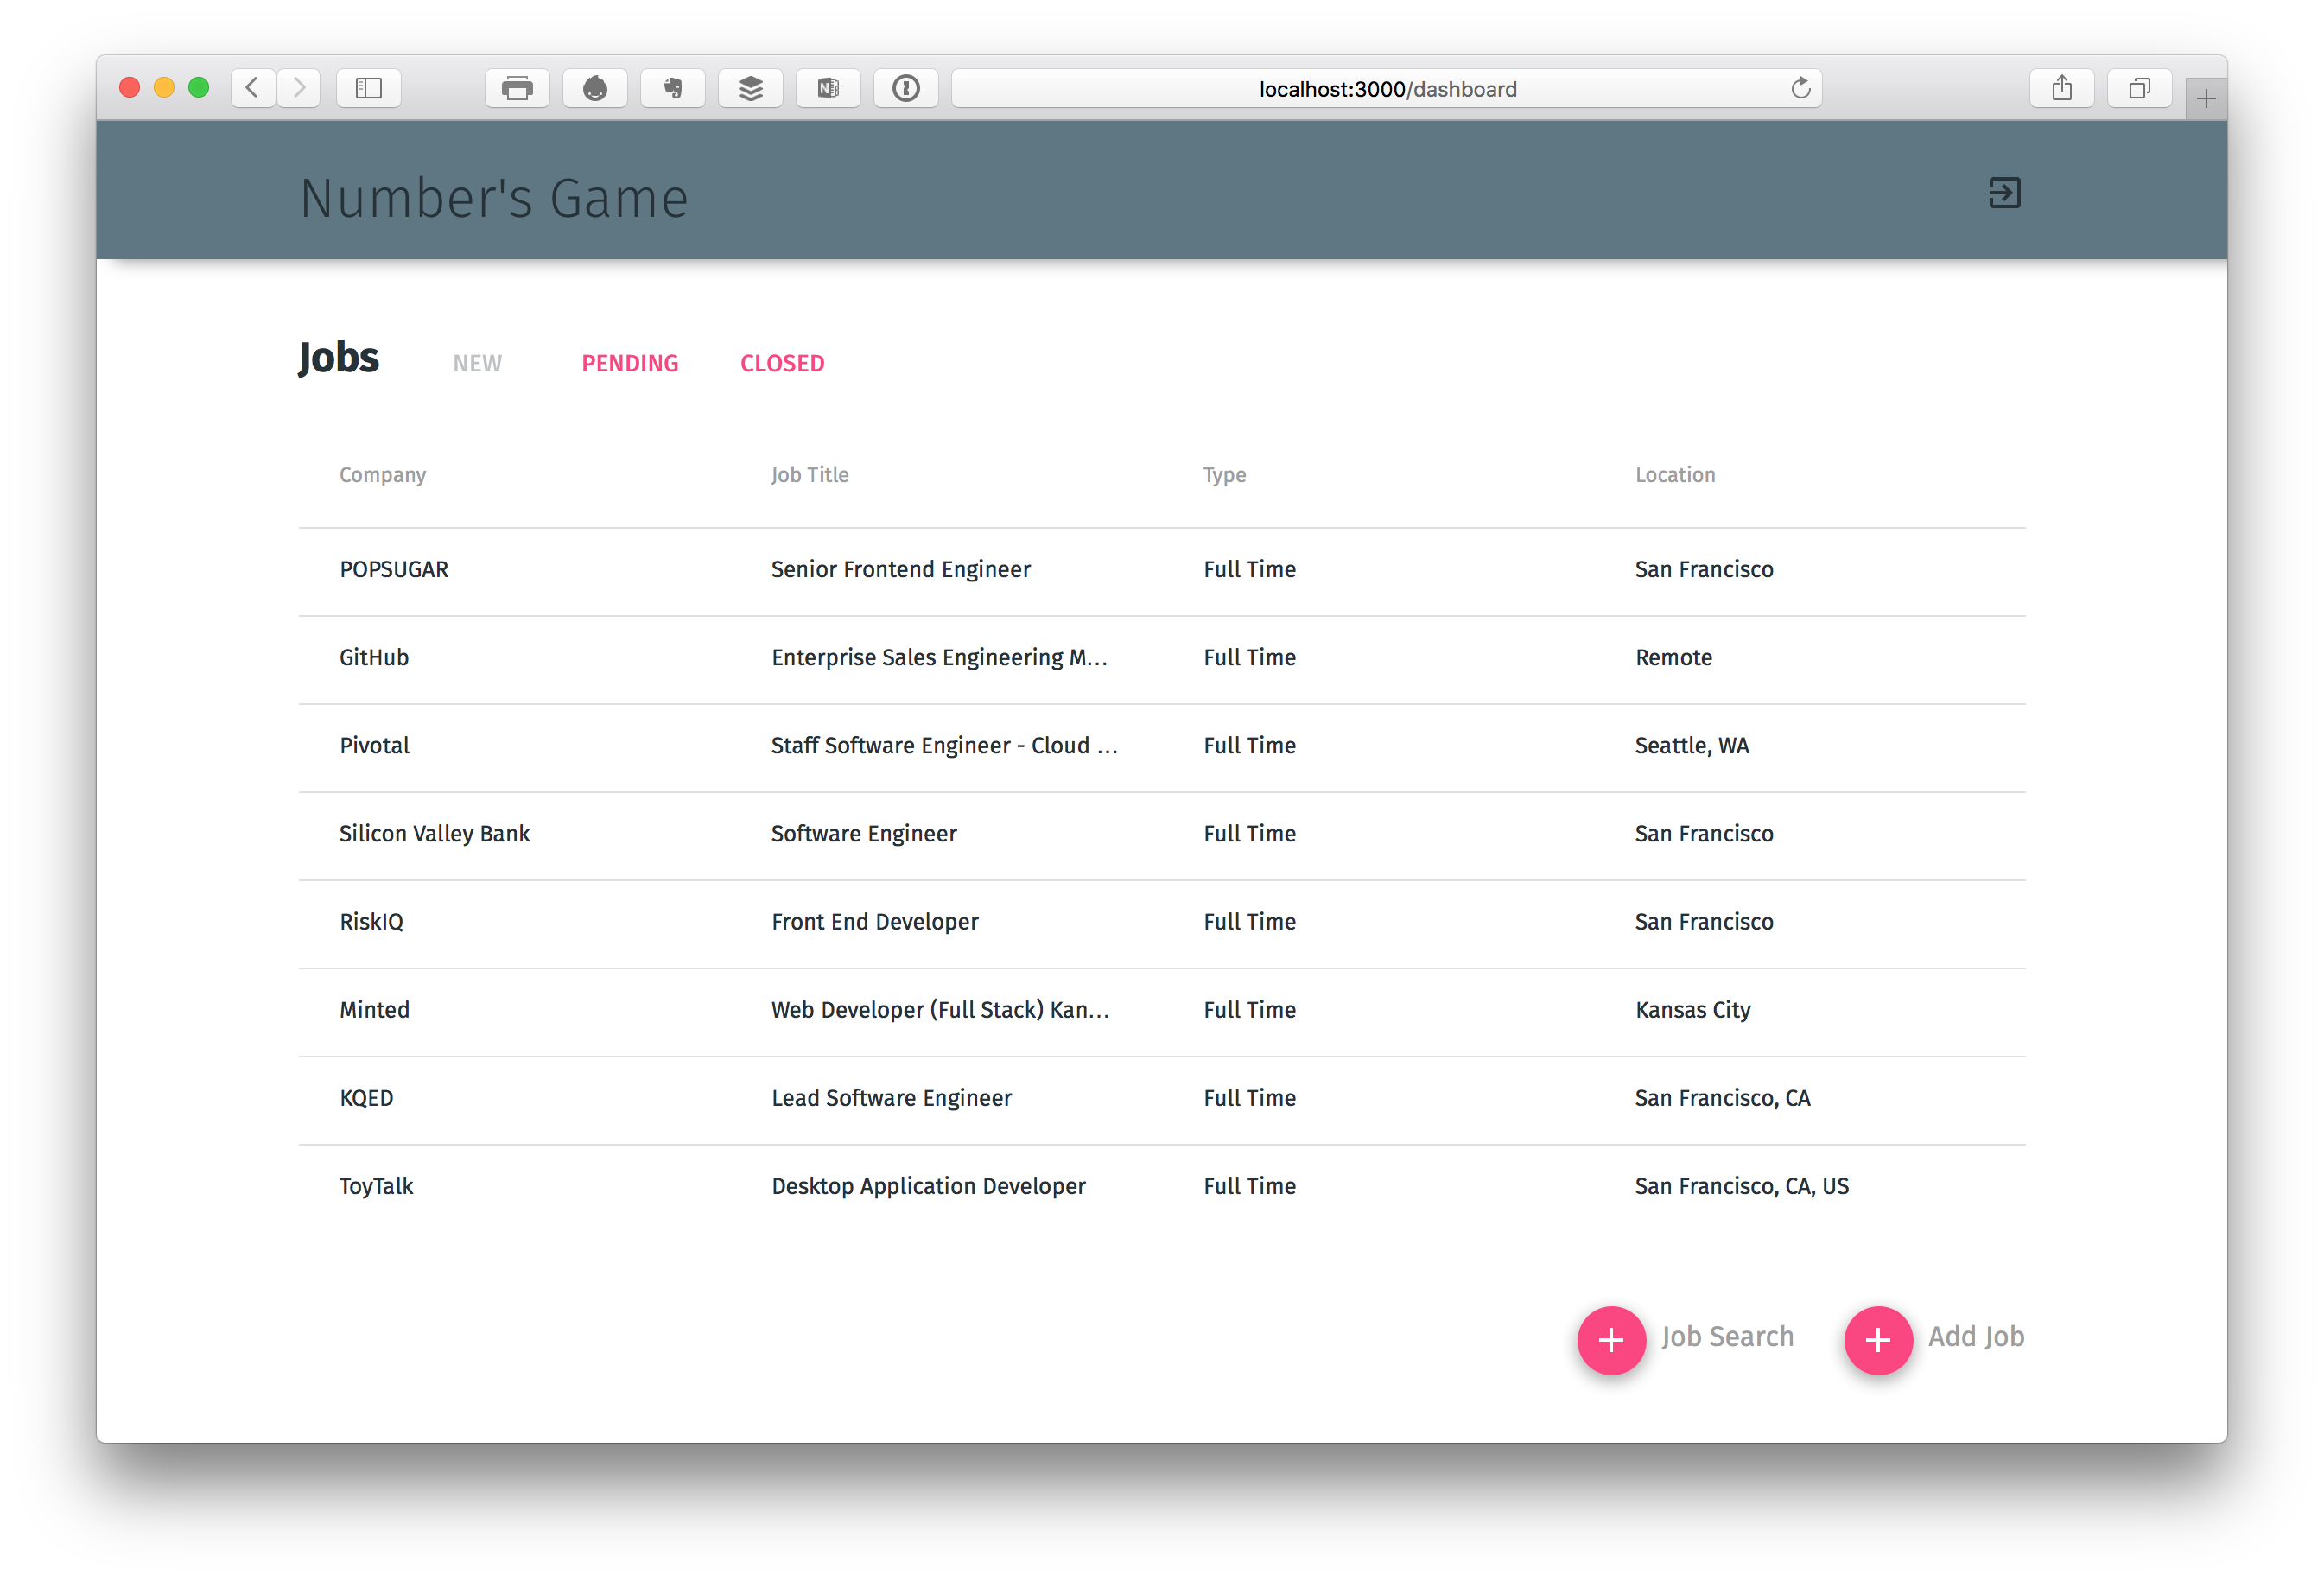 localhost:3000/dashboard
Number's Game
Jobs NEW PENDING CLOSED
Company Job Title Type Location
POPSUGAR Senior Frontend Engineer Full Time San Francisco
GitHub Enterprise Sales Engineering M... Full Time Remote
Pivotal Staff Software Engineer - Cloud ... Full Time Seattle, WA
Silicon Valley Bank Software Engineer Full Time San Francisco
RiskIQ Front End Developer Full Time San Francisco
Minted Web Developer (Full Stack) Kan... Full Time Kansas City
KQED Lead Software Engineer Full Time San Francisco, CA
ToyTalk Desktop Application Developer Full Time San Francisco, CA, US
Job Search Add Job